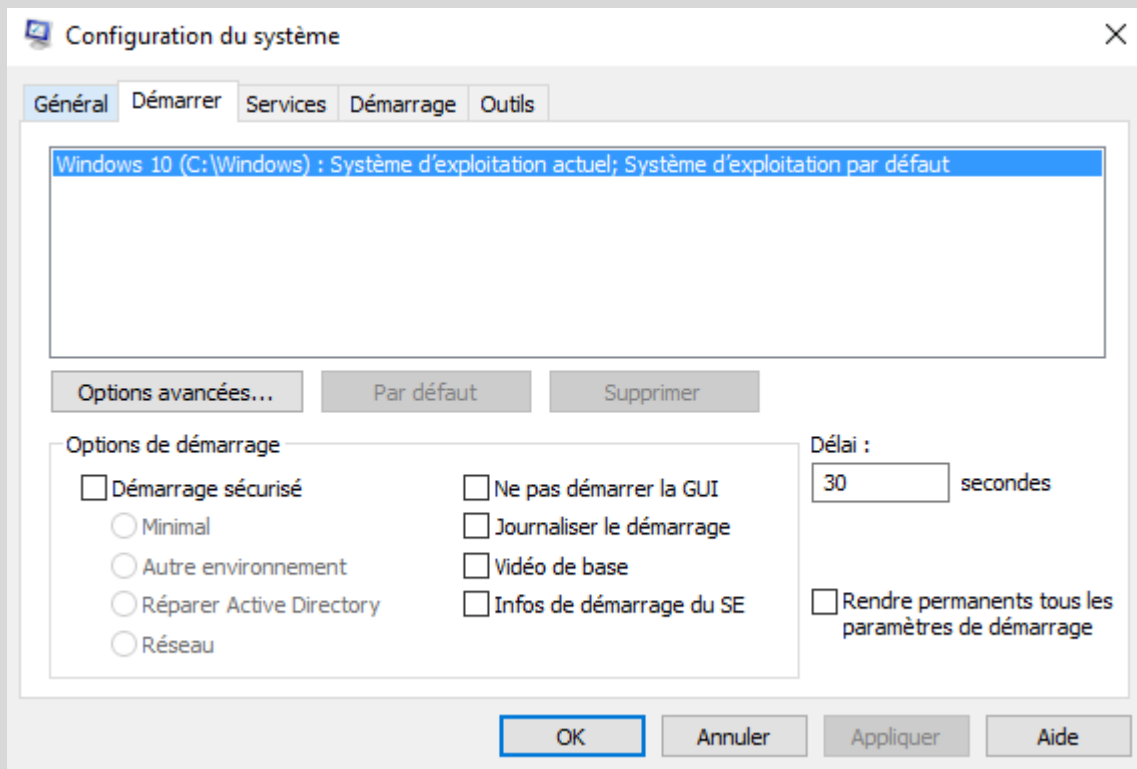 Configuration du système
Général Démarrer Services Démarrage Outils
Windows 10 (C:\Windows) : Système d'exploitation actuel; Système d'exploitation par défaut
Options avancées... Par défaut Supprimer
Options de démarrage
Démarrage sécurisé
Minimal
Autre environnement
Réparer Active Directory
Réseau
Ne pas démarrer la GUI
Journaliser le démarrage
Vidéo de base
Infos de démarrage du SE
Délai :
30 secondes
Rendre permanents tous les
paramètres de démarrage
OK Annuler Appliquer Aide